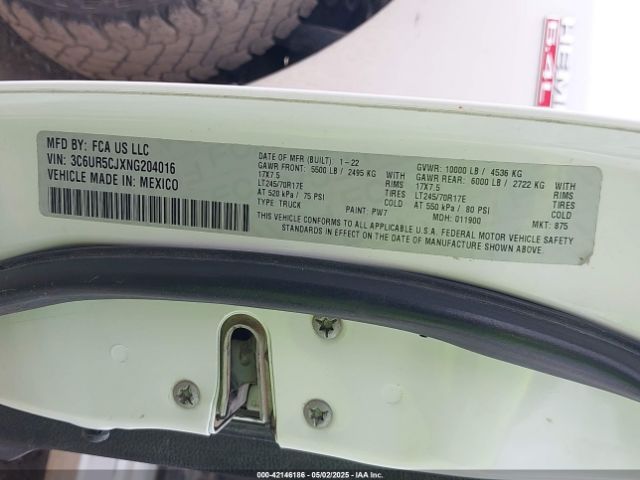 HEMI
6.4L
MFD BY: FCA US LLC
VIN: 3C6UR5CJXNG204016
VEHICLE MADE IN: MEXICO
DATE OF MFR (BUILT) 1-22 GVWR: 10000 LB / 4536 KG
GAWR FRONT: 5500 LB / 2495 KG GAWR REAR: 6000 LB / 2722 KG
17X7.5 RIMS 17X7.5 RIMS
LT245/70R17E TIRES LT245/70R17E TIRES
AT 520 kPa / 75 PSI COLD AT 550 kPa / 80 PSI COLD
TYPE: TRUCK PAINT: PW7 MDH: 011900 MKT: 875
THIS VEHICLE CONFORMS TO ALL APPLICABLE U.S.A. FEDERAL MOTOR VEHICLE SAFETY
STANDARDS IN EFFECT ON THE DATE OF MANUFACTURE SHOWN ABOVE.
000-42146186 - 05/02/2025 - IAA Inc.